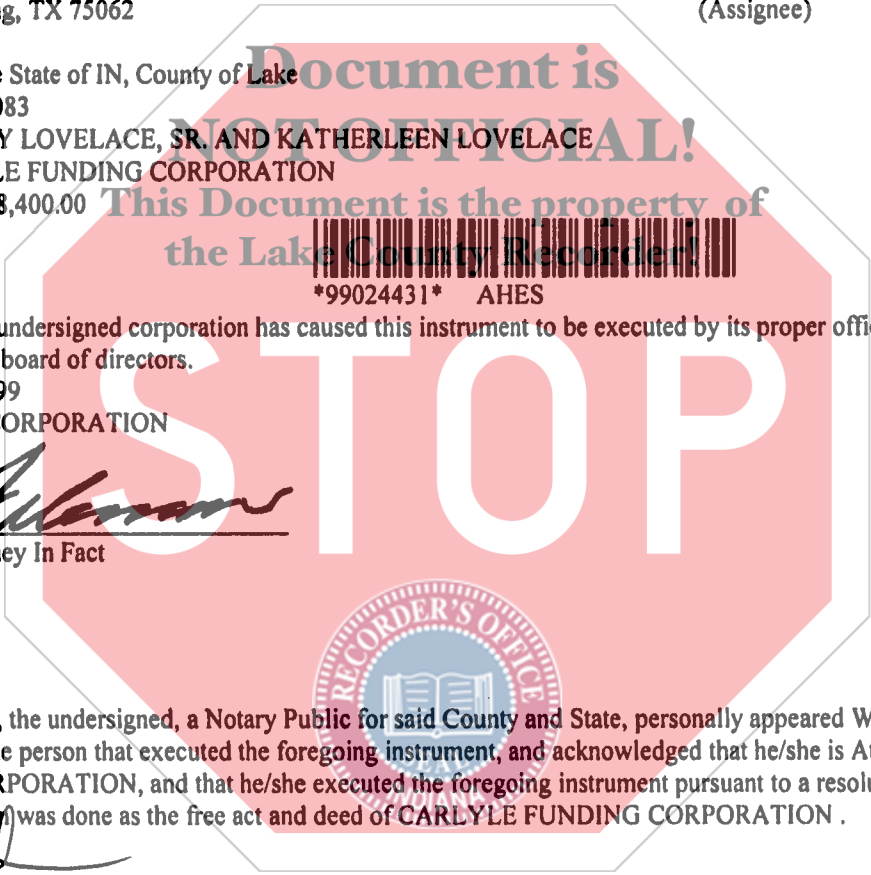 g, TX 75062 (Assignee)
State of IN, County of Lake
Document is
083
Y LOVELACE, SR. AND KATHERLEEN LOVELACE
NOT OFFICIAL!
LE FUNDING CORPORATION
8,400.00
This Document is the property of
the Lake County Recorder!
*99024431* AHES
undersigned corporation has caused this instrument to be executed by its proper offi
board of directors.
99
CORPORATION
STOP
ey In Fact
RECORDER'S OFFICE
, the undersigned, a Notary Public for said County and State, personally appeared W
e person that executed the foregoing instrument, and acknowledged that he/she is A
SEAL
RPORATION, and that he/she executed the foregoing instrument pursuant to a resolu
INDIANA
was done as the free act and deed of CARLYLE FUNDING CORPORATION .